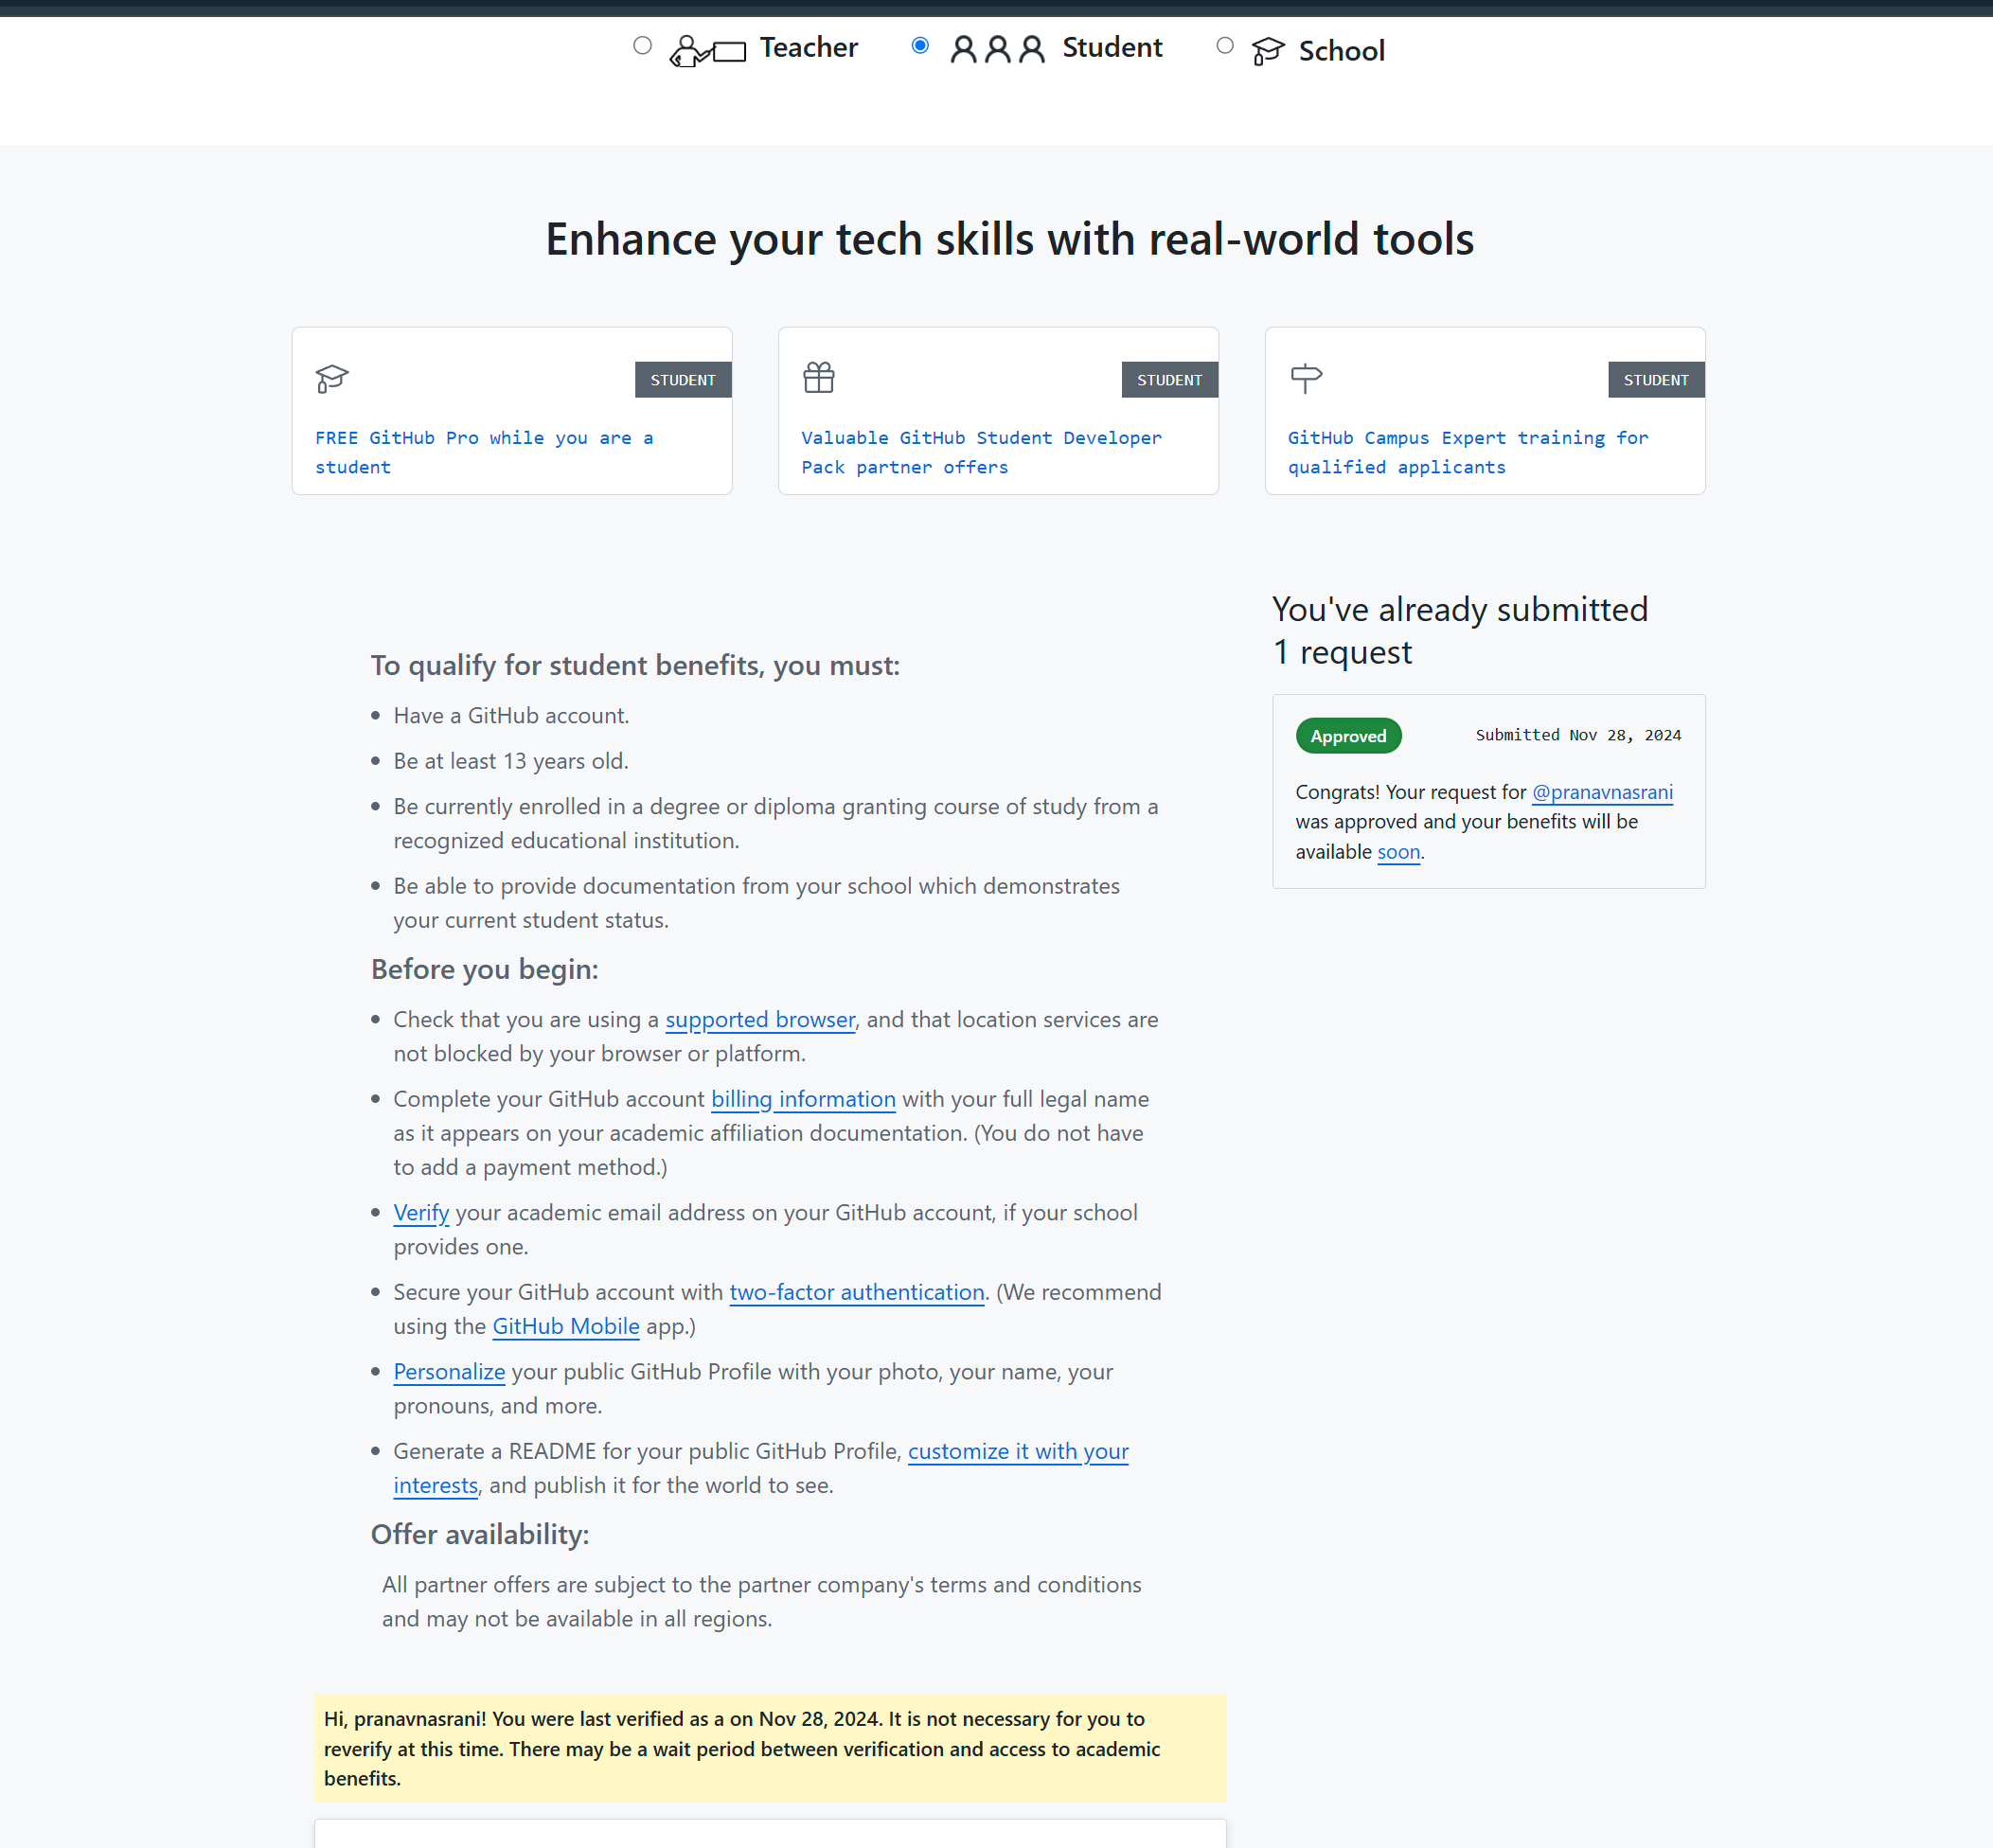 Teacher
Student
School
Enhance your tech skills with real-world tools
STUDENT
FREE GitHub Pro while you are a
student
STUDENT
Valuable GitHub Student Developer
Pack partner offers
STUDENT
GitHub Campus Expert training for
qualified applicants
To qualify for student benefits, you must:
Have a GitHub account.
Be at least 13 years old.
Be currently enrolled in a degree or diploma granting course of study from a
recognized educational institution.
Be able to provide documentation from your school which demonstrates
your current student status.
Before you begin:
Check that you are using a supported browser, and that location services are
not blocked by your browser or platform.
Complete your GitHub account billing information with your full legal name
as it appears on your academic affiliation documentation. (You do not have
to add a payment method.)
Verify your academic email address on your GitHub account, if your school
provides one.
Secure your GitHub account with two-factor authentication. (We recommend
using the GitHub Mobile app.)
Personalize your public GitHub Profile with your photo, your name, your
pronouns, and more.
Generate a README for your public GitHub Profile, customize it with your
interests, and publish it for the world to see.
Offer availability:
All partner offers are subject to the partner company's terms and conditions
and may not be available in all regions.
Hi, pranavnasrani! You were last verified as a on Nov 28, 2024. It is not necessary for you to
reverify at this time. There may be a wait period between verification and access to academic
benefits.
You've already submitted
1 request
Approved
Submitted Nov 28, 2024
Congrats! Your request for @pranavnasrani
was approved and your benefits will be
available soon.